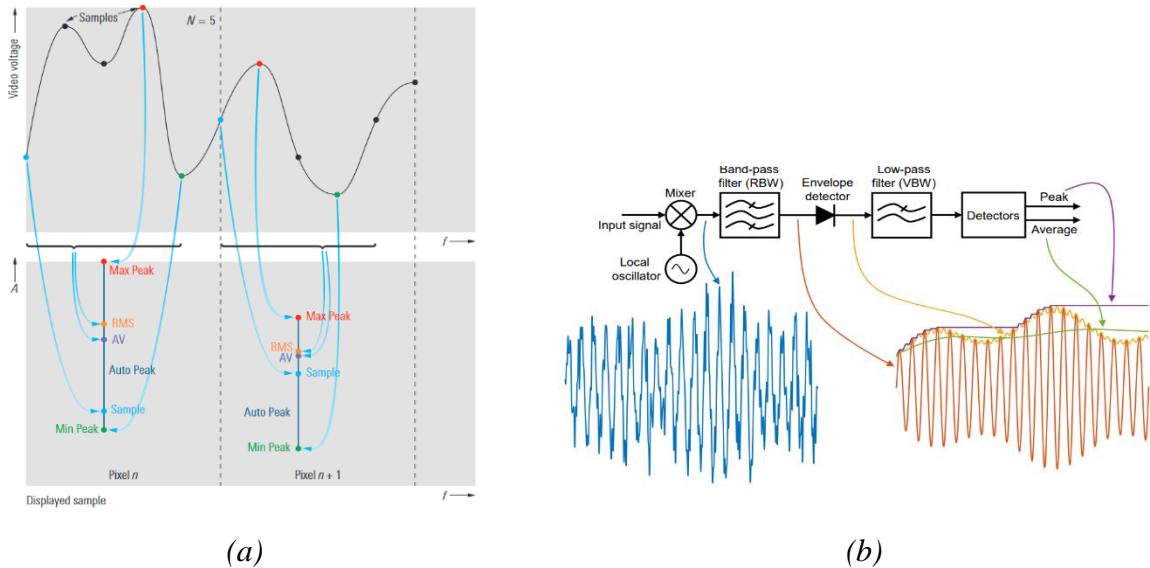 Video voltage
Samples
N = 5
f
A
Max Peak
RMS
AV
Auto Peak
Sample
Min Peak
Max Peak
RMS
AV
Sample
Auto Peak
Min Peak
Pixel n
Pixel n + 1
Displayed sample
f
(a)
Input signal
Mixer
Local
oscillator
Band-pass
filter (RBW)
Envelope
detector
Low-pass
filter (VBW)
Detectors
Peak
Average
(b)